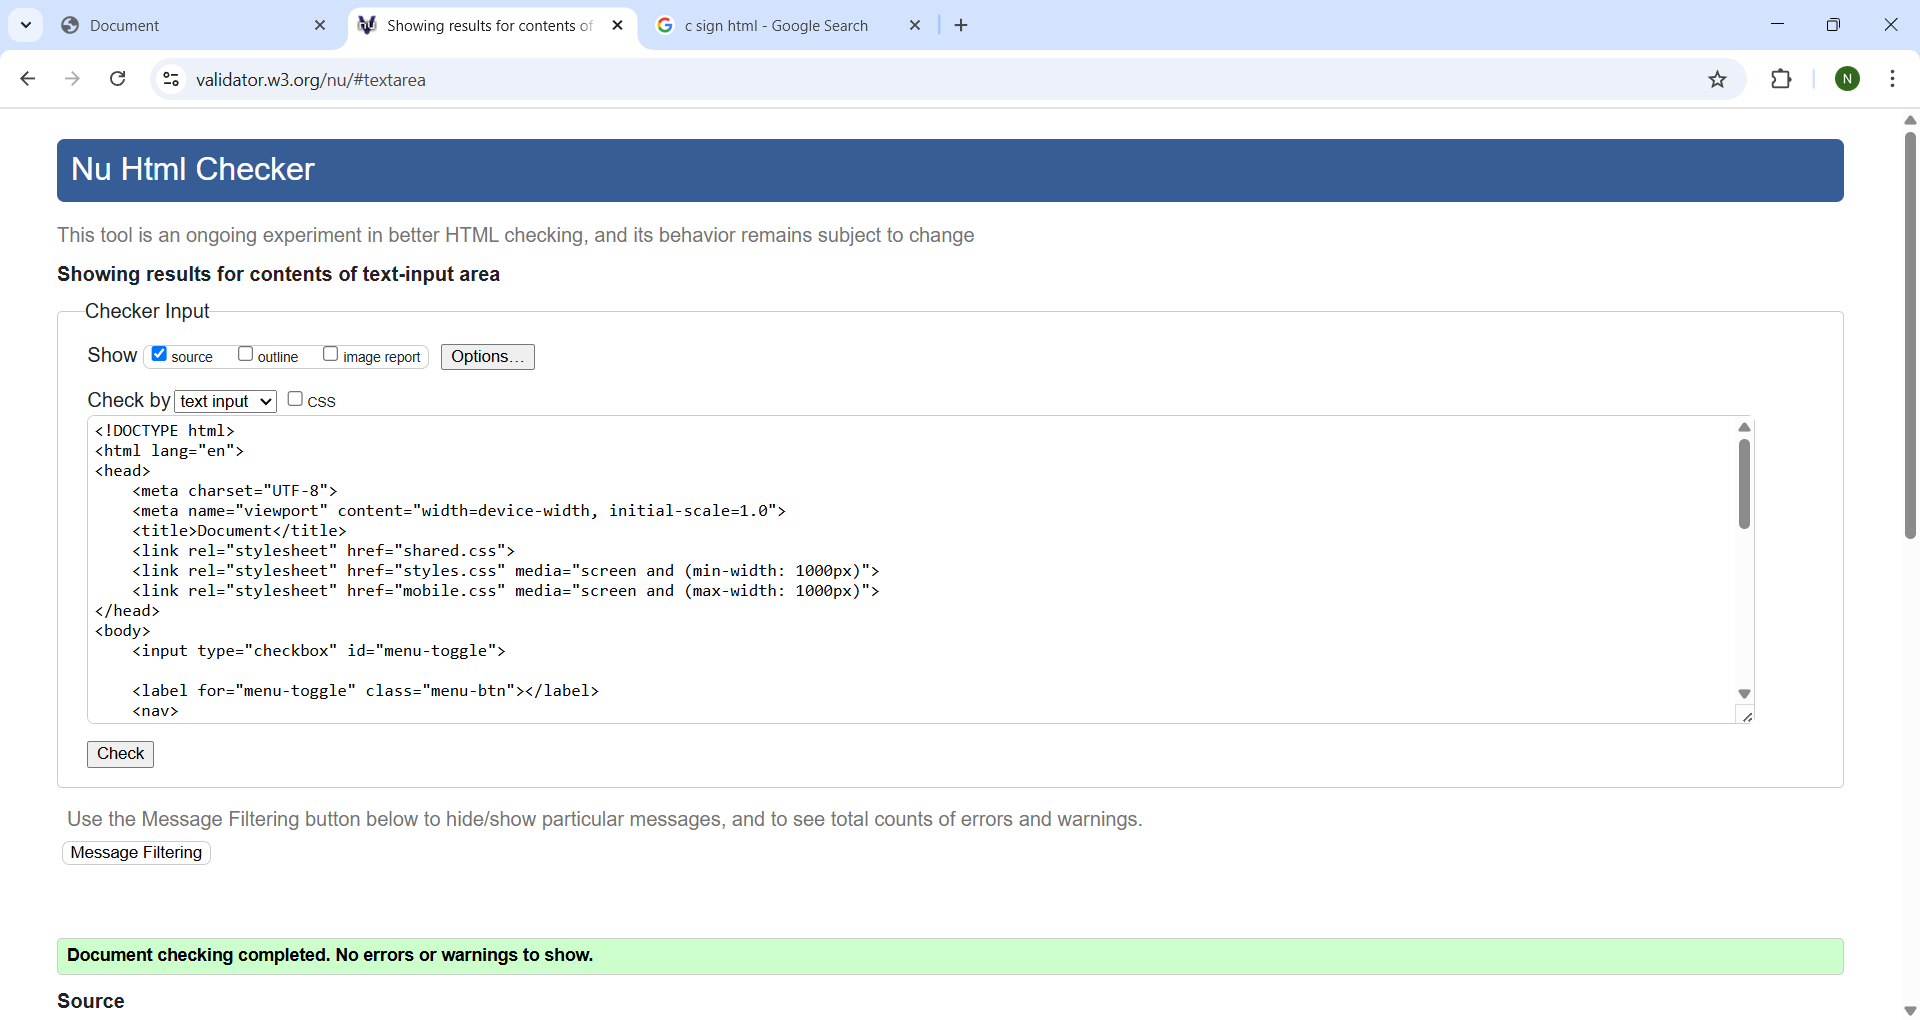 Document
Showing results for contents of
c sign html - Google Search
validator.w3.org/nu/#textarea
N
Nu Html Checker
This tool is an ongoing experiment in better HTML checking, and its behavior remains subject to change
Showing results for contents of text-input area
Checker Input
Show source outline image report Options...
Check by text input CSS
<!DOCTYPE html>
<html lang="en">
<head>
    <meta charset="UTF-8">
    <meta name="viewport" content="width=device-width, initial-scale=1.0">
    <title>Document</title>
    <link rel="stylesheet" href="shared.css">
    <link rel="stylesheet" href="styles.css" media="screen and (min-width: 1000px)">
    <link rel="stylesheet" href="mobile.css" media="screen and (max-width: 1000px)">
</head>
<body>
    <input type="checkbox" id="menu-toggle">
    <label for="menu-toggle" class="menu-btn"></label>
    <nav>
Check
Use the Message Filtering button below to hide/show particular messages, and to see total counts of errors and warnings.
Message Filtering
Document checking completed. No errors or warnings to show.
Source